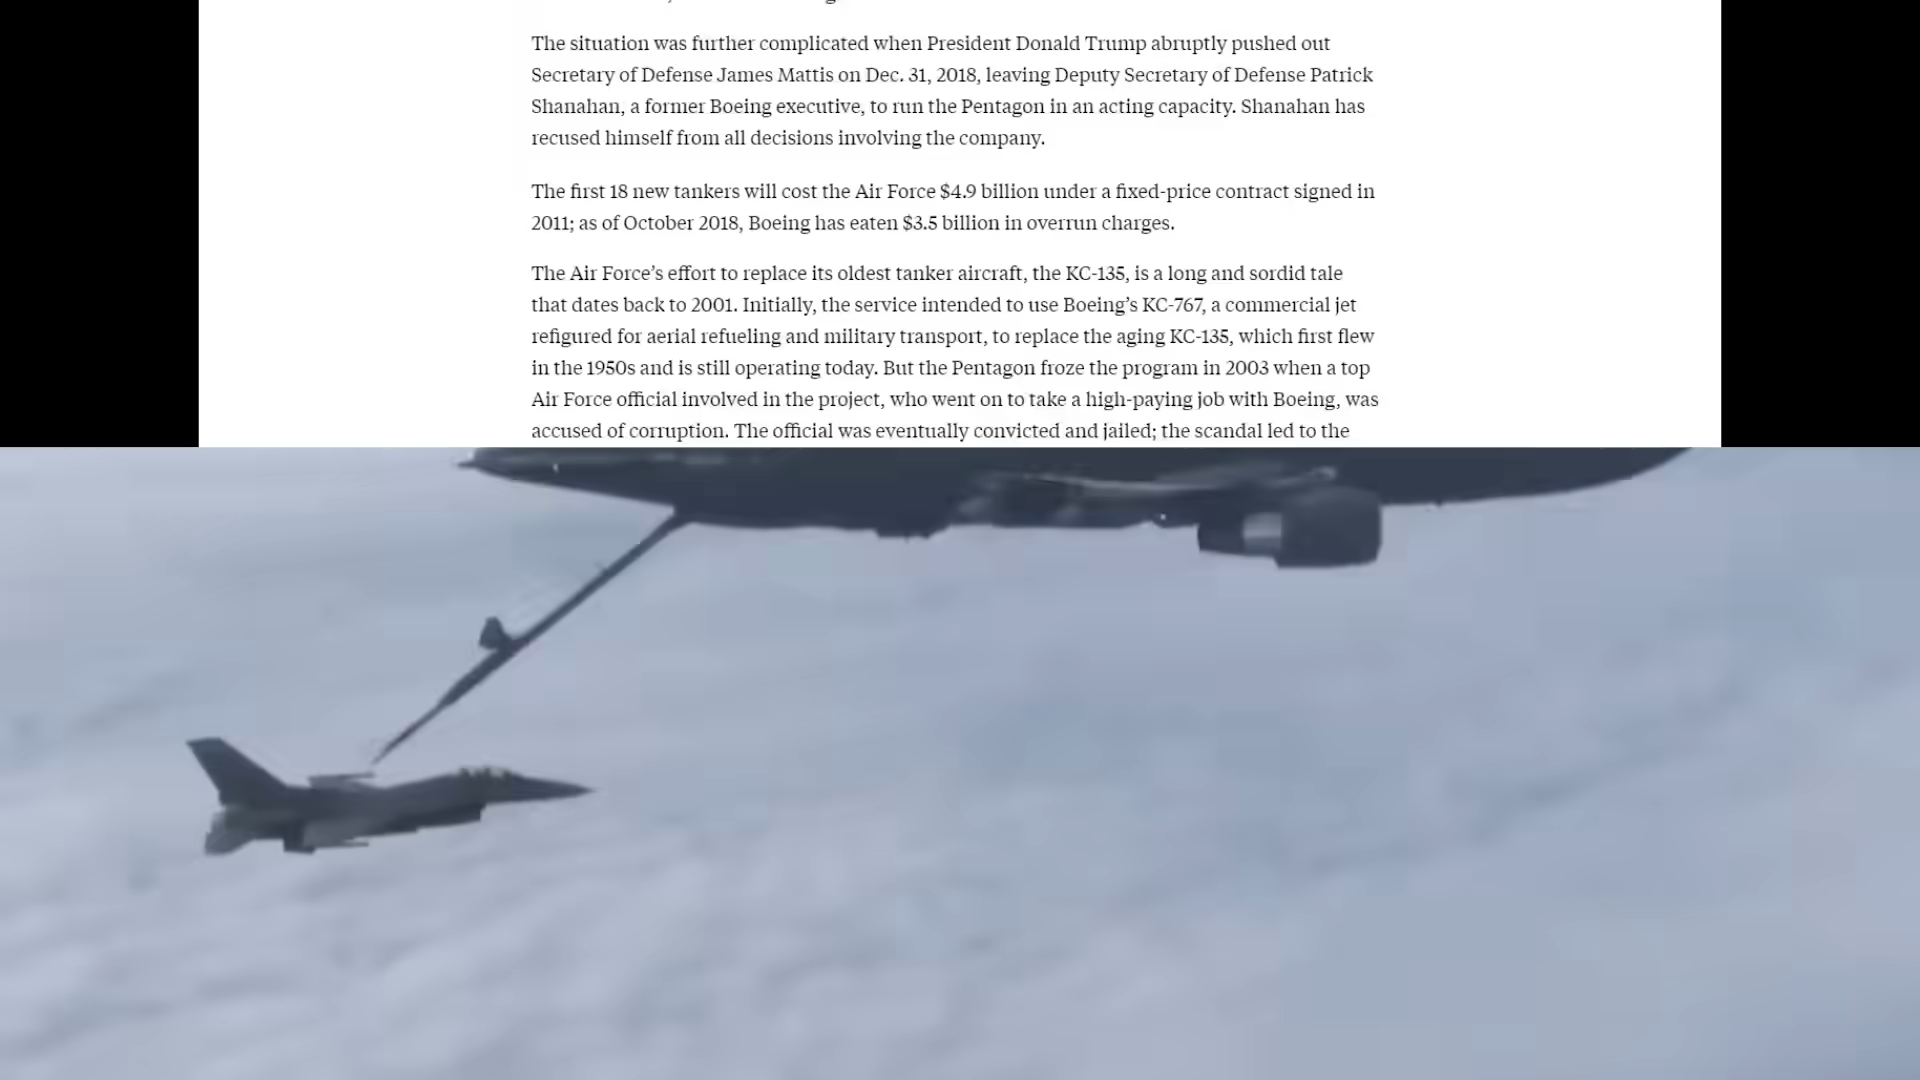 The situation was further complicated when President Donald Trump abruptly pushed out
Secretary of Defense James Mattis on Dec. 31, 2018, leaving Deputy Secretary of Defense Patrick
Shanahan, a former Boeing executive, to run the Pentagon in an acting capacity. Shanahan has
recused himself from all decisions involving the company.
The first 18 new tankers will cost the Air Force $4.9 billion under a fixed-price contract signed in
2011; as of October 2018, Boeing has eaten $3.5 billion in overrun charges.
The Air Force’s effort to replace its oldest tanker aircraft, the KC-135, is a long and sordid tale
that dates back to 2001. Initially, the service intended to use Boeing’s KC-767, a commercial jet
refigured for aerial refueling and military transport, to replace the aging KC-135, which first flew
in the 1950s and is still operating today. But the Pentagon froze the program in 2003 when a top
Air Force official involved in the project, who went on to take a high-paying job with Boeing, was
accused of corruption. The official was eventually convicted and jailed; the scandal led to the